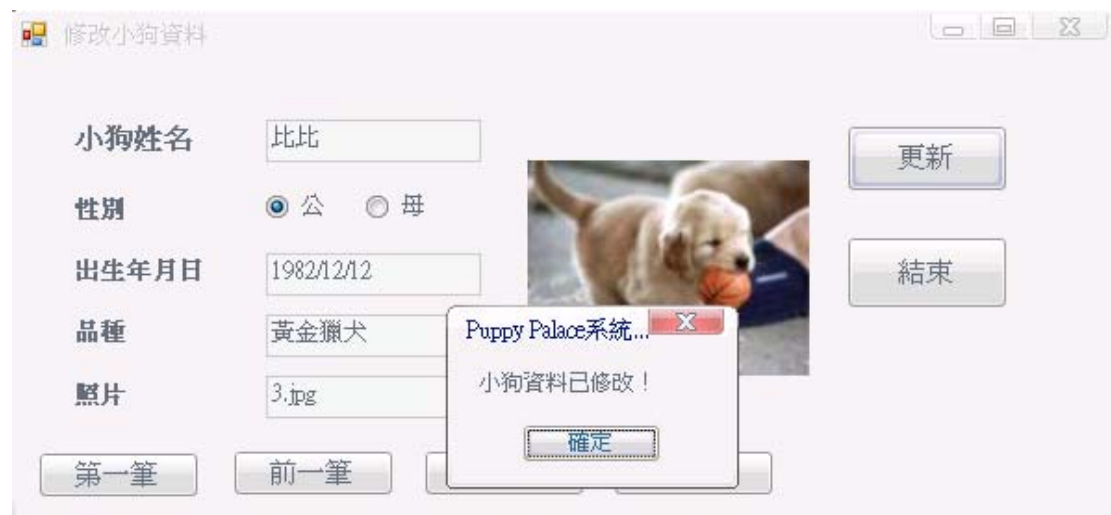 修改小狗資料
小狗姓名 比比
更新
性別 公 母
出生年月日 1982/12/12
結束
品種 黃金獵犬
Puppy Palace系統...
小狗資料已修改！
照片 3.jpg
確定
第一筆 前一筆